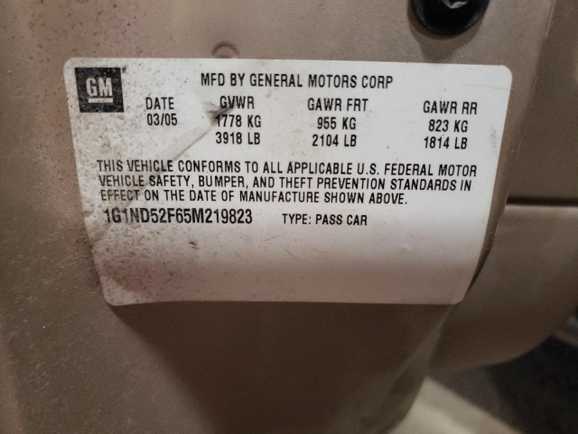 GM
MFD BY GENERAL MOTORS CORP
DATE GVWR GAWR FRT GAWR RR
03/05 1778 KG 955 KG 823 KG
3918 LB 2104 LB 1814 LB
THIS VEHICLE CONFORMS TO ALL APPLICABLE U.S. FEDERAL MOTOR
VEHICLE SAFETY, BUMPER, AND THEFT PREVENTION STANDARDS IN
EFFECT ON THE DATE OF MANUFACTURE SHOWN ABOVE.
1G1ND52F65M219823 TYPE: PASS CAR